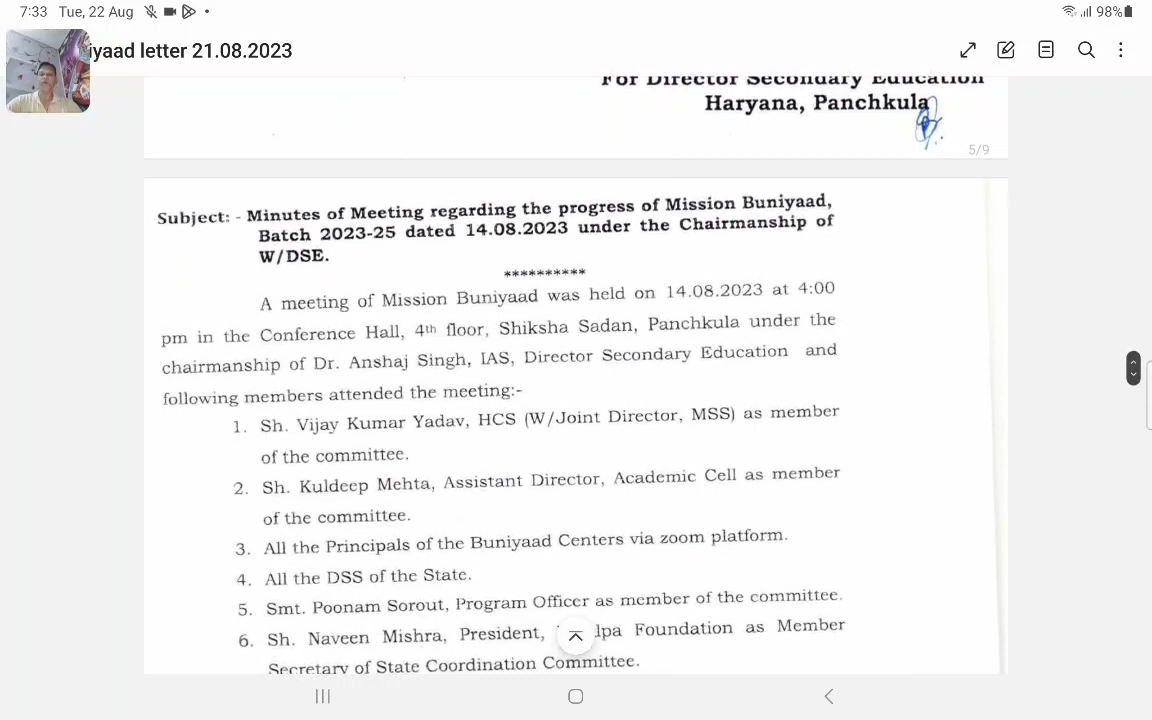 7:33 Tue, 22 Aug
98%
iyaad letter 21.08.2023
For Director Secondary Education
Haryana, Panchkula
5/9
Subject: - Minutes of Meeting regarding the progress of Mission Buniyaad,
Batch 2023-25 dated 14.08.2023 under the Chairmanship of
W/DSE.
**********
A meeting of Mission Buniyaad was held on 14.08.2023 at 4:00
pm in the Conference Hall, 4th floor, Shiksha Sadan, Panchkula under the
chairmanship of Dr. Anshaj Singh, IAS, Director Secondary Education and
following members attended the meeting:-
1. Sh. Vijay Kumar Yadav, HCS (W/Joint Director, MSS) as member
of the committee.
2. Sh. Kuldeep Mehta, Assistant Director, Academic Cell as member
of the committee.
3. All the Principals of the Buniyaad Centers via zoom platform.
4. All the DSS of the State.
5. Smt. Poonam Sorout, Program Officer as member of the committee.
6. Sh. Naveen Mishra, President, lpa Foundation as Member
Secretary of State Coordination Committee.